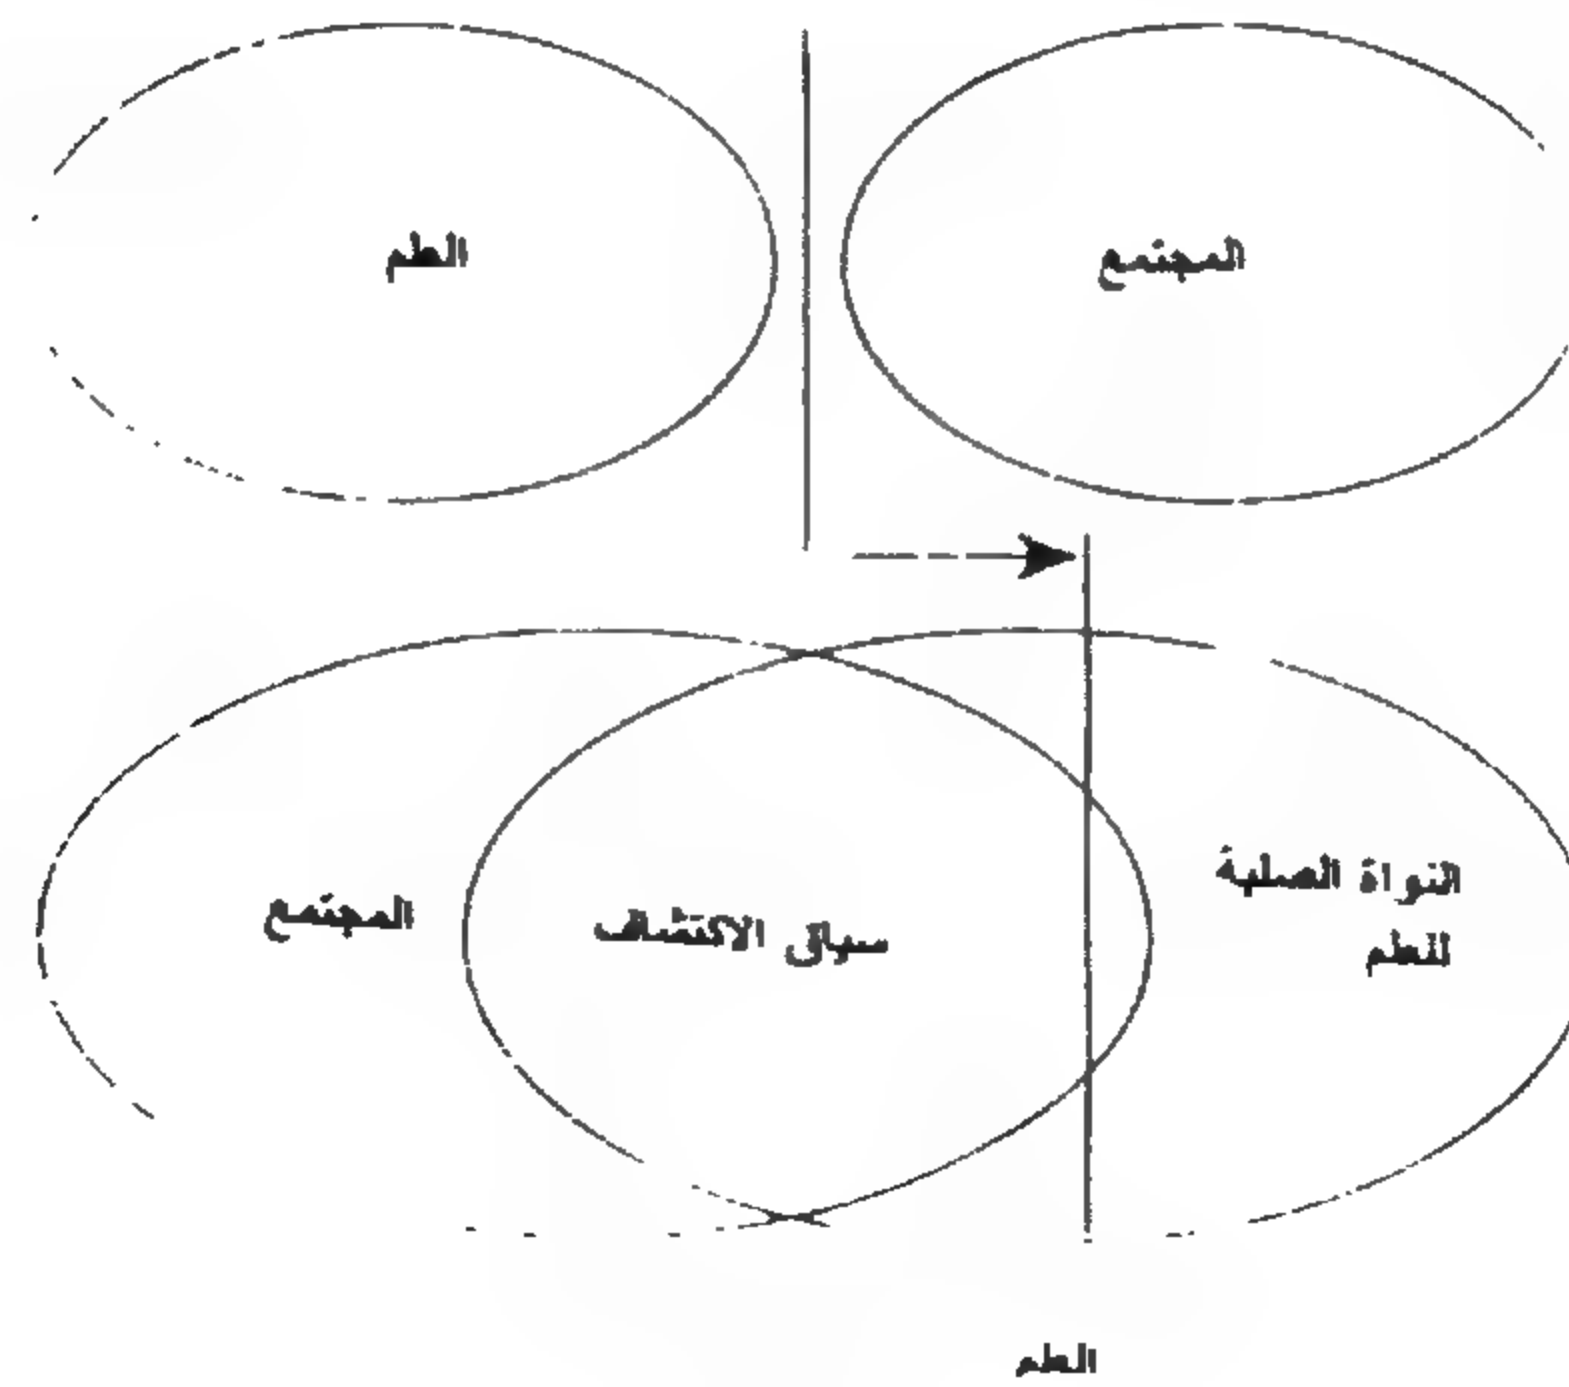 المجتمع
العلم
النواة الصلبة
للعلم
سياق الاكتشاف
المجتمع
العلم